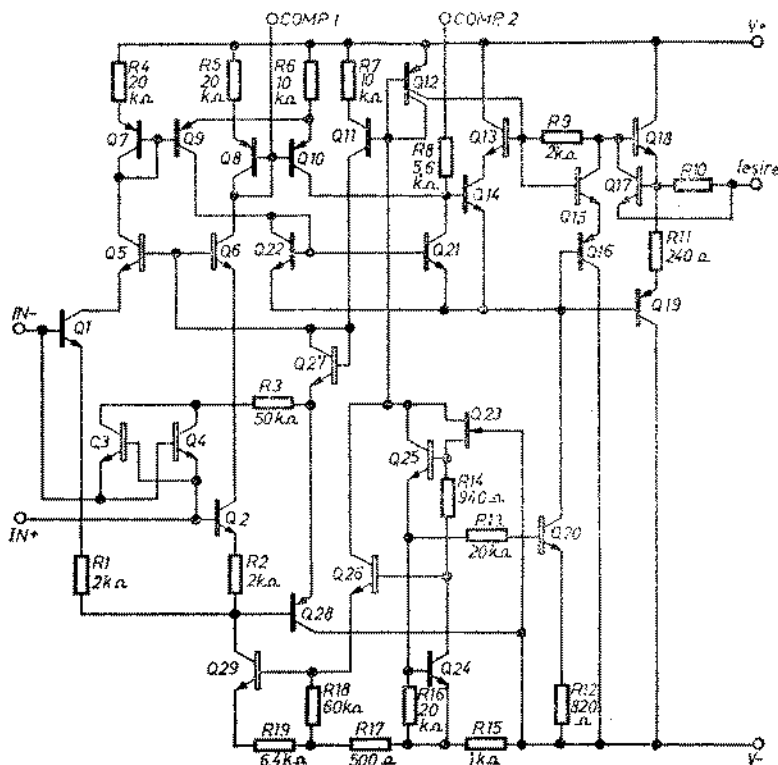 COMP. 1
COMP. 2
V+
R4
20
kΩ
R5
20
kΩ
R6
10
kΩ
R7
10
kΩ
Q12
Q7
Q9
Q8
Q10
Q11
R8
5,6
kΩ
Q13
R9
2kΩ
Q18
Q14
Q17
R10
Iesire
Q15
Q5
Q6
Q22
Q21
Q16
R11
240 Ω
IN-
Q1
Q19
Q27
R3
50kΩ
Q3
Q4
Q23
Q25
R14
940
Ω
IN+
Q2
R13
20kΩ
Q20
R1
2kΩ
R2
2kΩ
Q26
Q28
Q29
Q24
R18
60kΩ
R16
20
kΩ
R12
820
Ω
R19
6,4kΩ
R17
500Ω
R15
1kΩ
V-